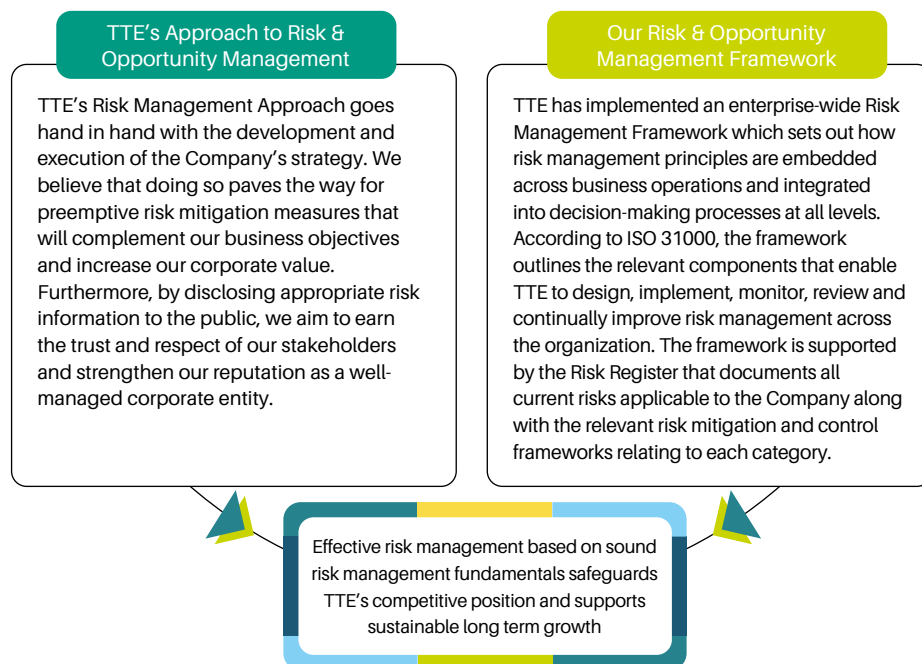 TTE's Approach to Risk &
Opportunity Management
TTE's Risk Management Approach goes
hand in hand with the development and
execution of the Company's strategy. We
believe that doing so paves the way for
preemptive risk mitigation measures that
will complement our business objectives
and increase our corporate value.
Furthermore, by disclosing appropriate risk
information to the public, we aim to earn
the trust and respect of our stakeholders
and strengthen our reputation as a well-
managed corporate entity.
Our Risk & Opportunity
Management Framework
TTE has implemented an enterprise-wide Risk
Management Framework which sets out how
risk management principles are embedded
across business operations and integrated
into decision-making processes at all levels.
According to ISO 31000, the framework
outlines the relevant components that enable
TTE to design, implement, monitor, review and
continually improve risk management across
the organization. The framework is supported
by the Risk Register that documents all
current risks applicable to the Company along
with the relevant risk mitigation and control
frameworks relating to each category.
Effective risk management based on sound
risk management fundamentals safeguards
TTE's competitive position and supports
sustainable long term growth